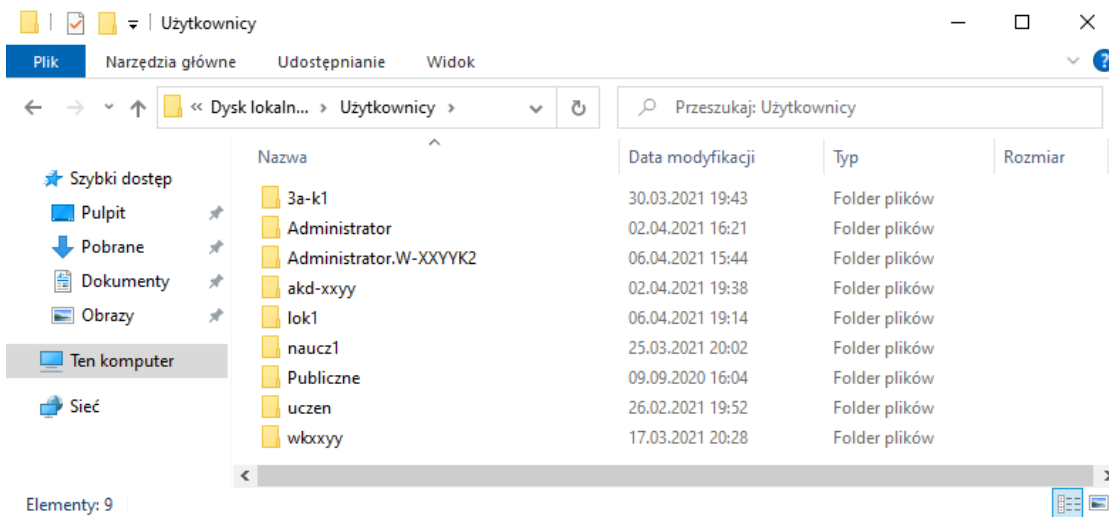 Użytkownicy
Plik Narzędzia główne Udostępnianie Widok ?
« Dysk lokaln... › Użytkownicy › Przeszukaj: Użytkownicy
Nazwa Data modyfikacji Typ Rozmiar
Szybki dostęp
Pulpit
Pobrane
Dokumenty
Obrazy
Ten komputer
Sieć
3a-k1 30.03.2021 19:43 Folder plików
Administrator 02.04.2021 16:21 Folder plików
Administrator.W-XXYYK2 06.04.2021 15:44 Folder plików
akd-xxyy 02.04.2021 19:38 Folder plików
lok1 06.04.2021 19:14 Folder plików
naucz1 25.03.2021 20:02 Folder plików
Publiczne 09.09.2020 16:04 Folder plików
uczen 26.02.2021 19:52 Folder plików
wkxxyy 17.03.2021 20:28 Folder plików
Elementy: 9